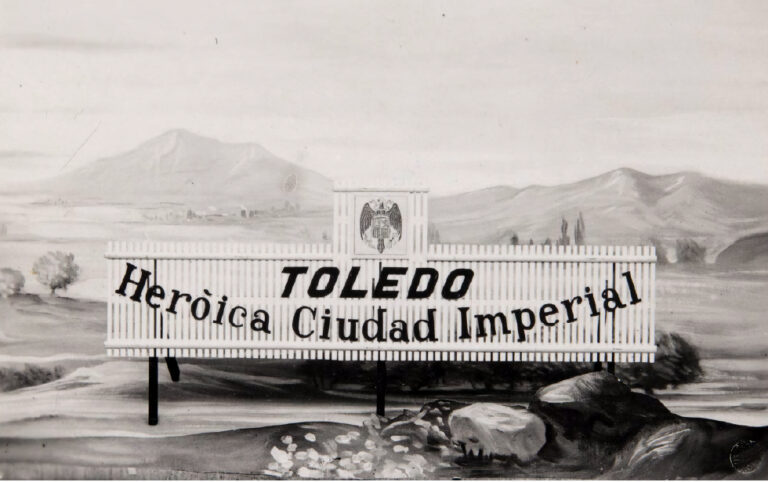 TOLEDO
Heròica Ciudad Imperial